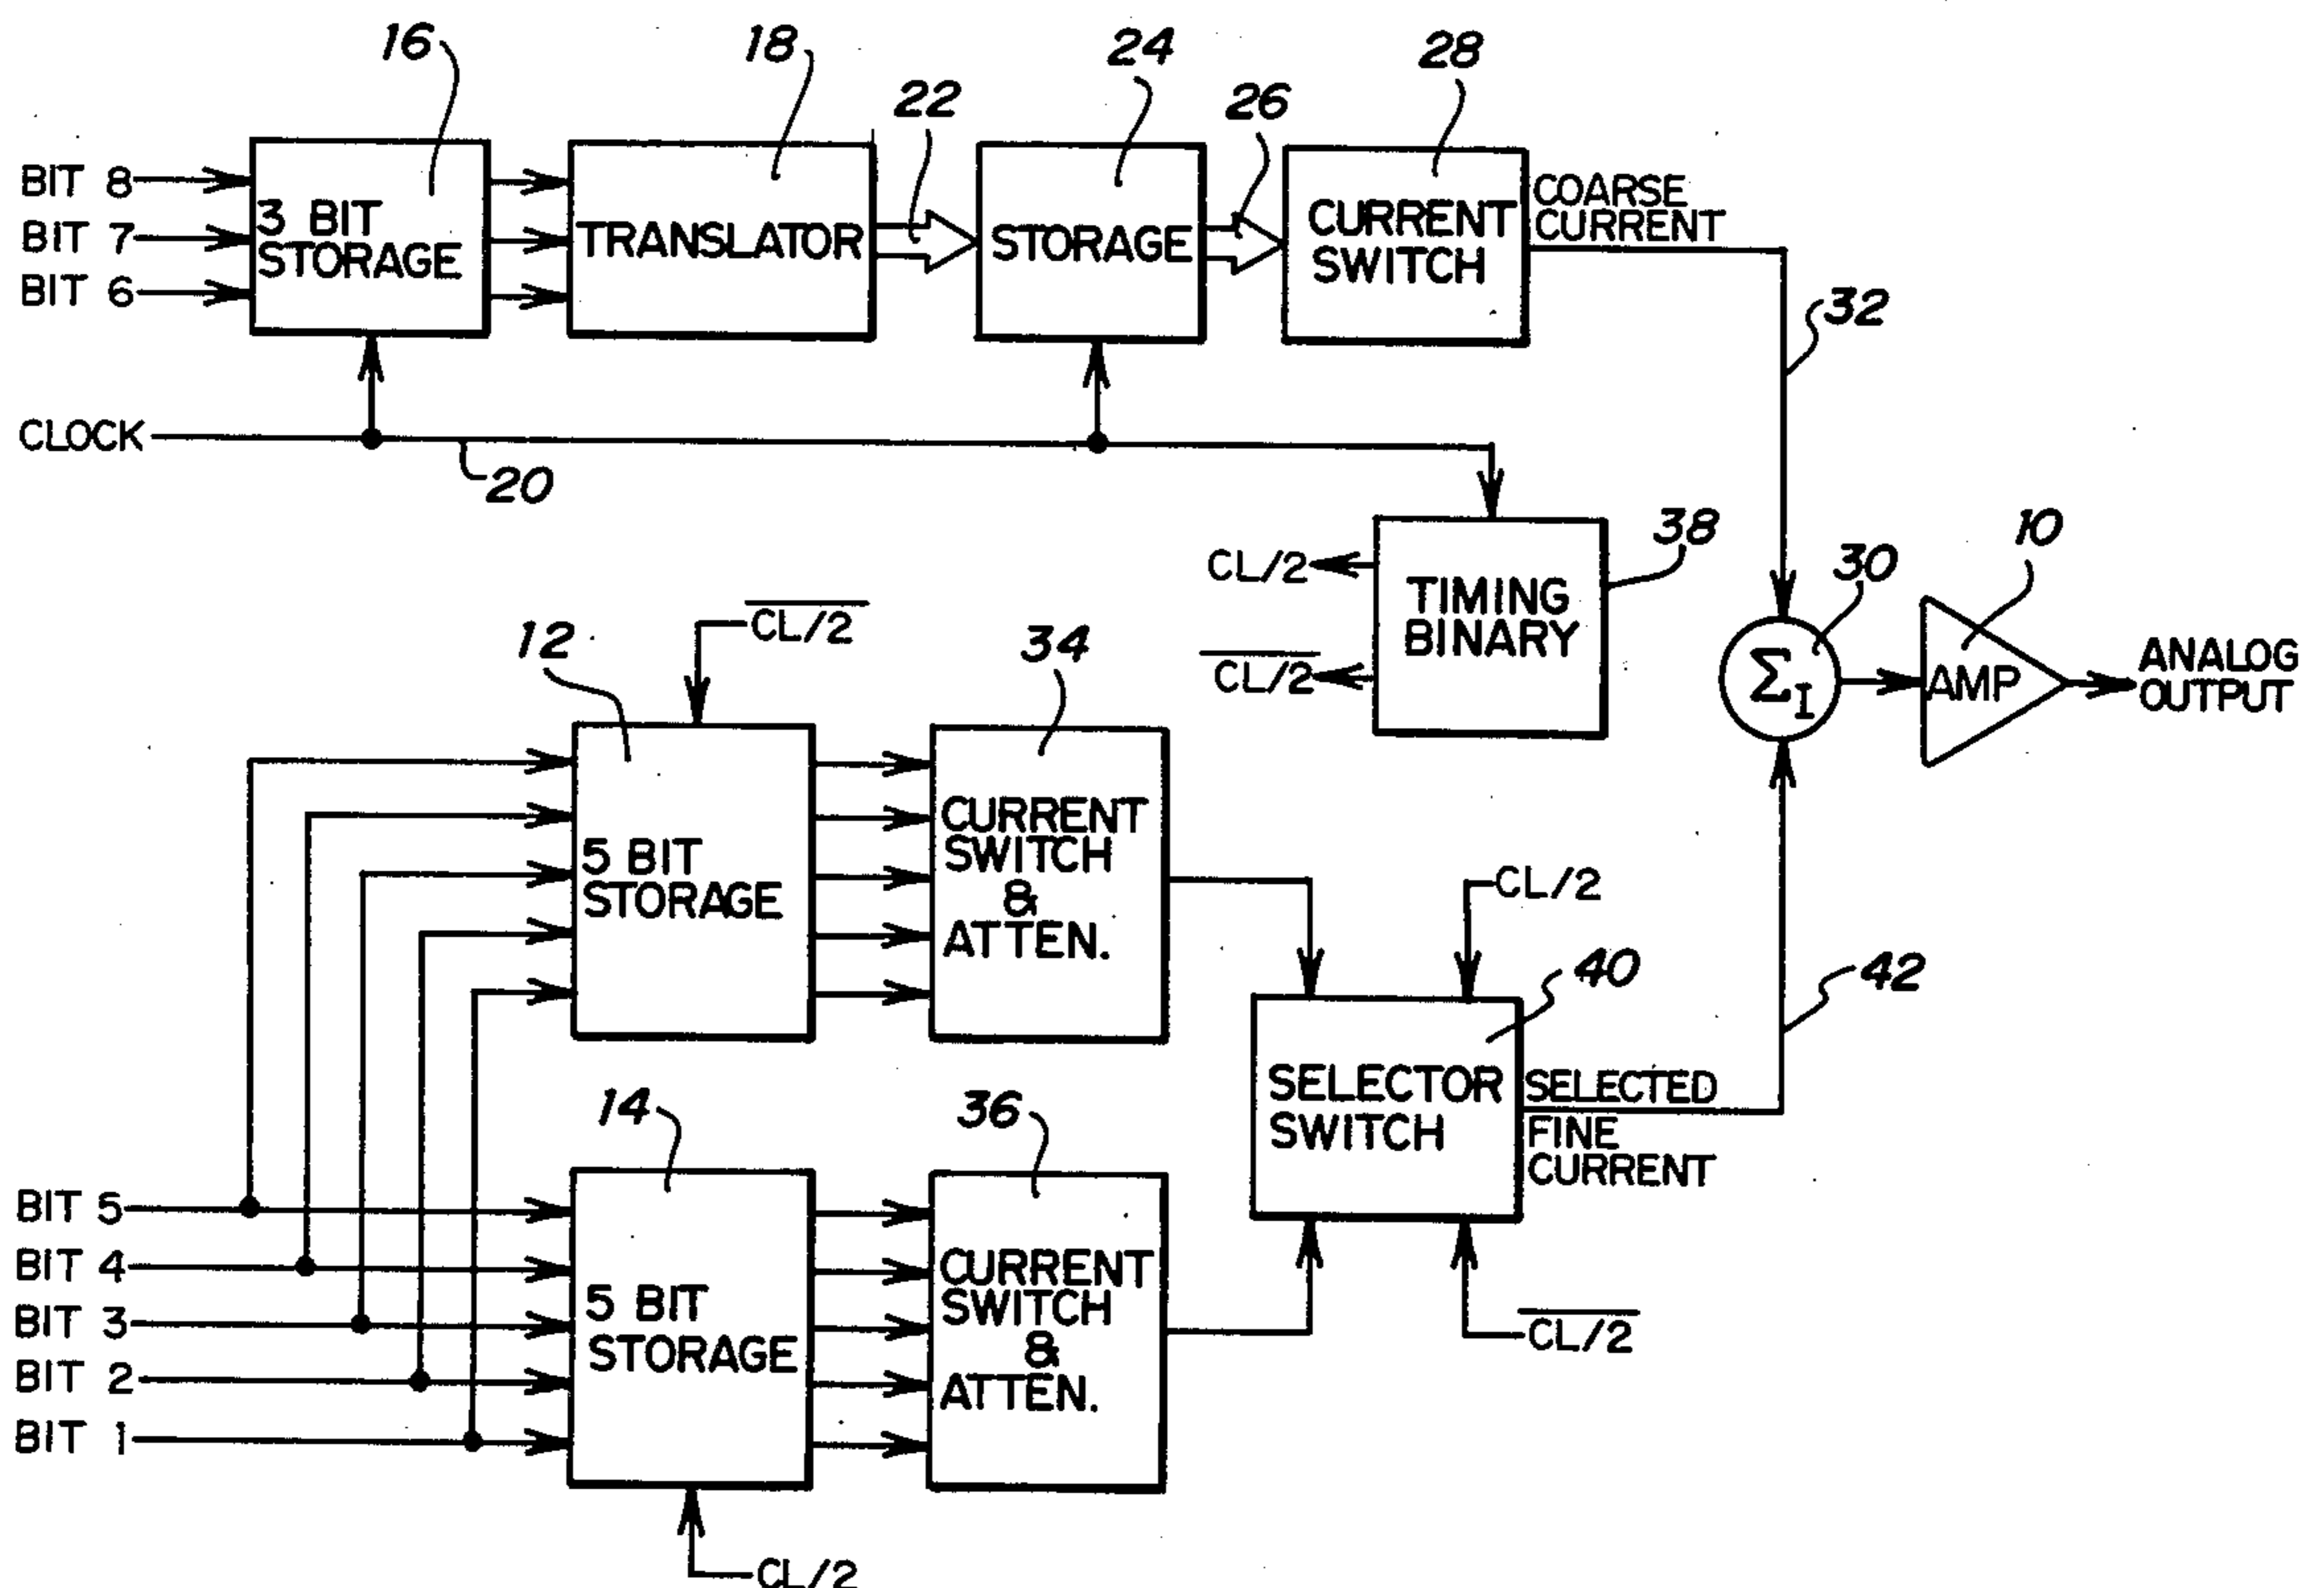 16
18
22
24
26
28
BIT 8
BIT 7
BIT 6
3 BIT
STORAGE
TRANSLATOR
STORAGE
CURRENT
SWITCH
COARSE
CURRENT
32
CLOCK
20
38
30
10
CL/2
CL/2
TIMING
BINARY
Σ I
AMP
ANALOG
OUTPUT
12
CL/2
34
5 BIT
STORAGE
CURRENT
SWITCH
&
ATTEN.
CL/2
40
42
SELECTOR
SWITCH
SELECTED
FINE
CURRENT
CL/2
14
36
BIT 5
BIT 4
BIT 3
BIT 2
BIT 1
5 BIT
STORAGE
CURRENT
SWITCH
&
ATTEN.
CL/2